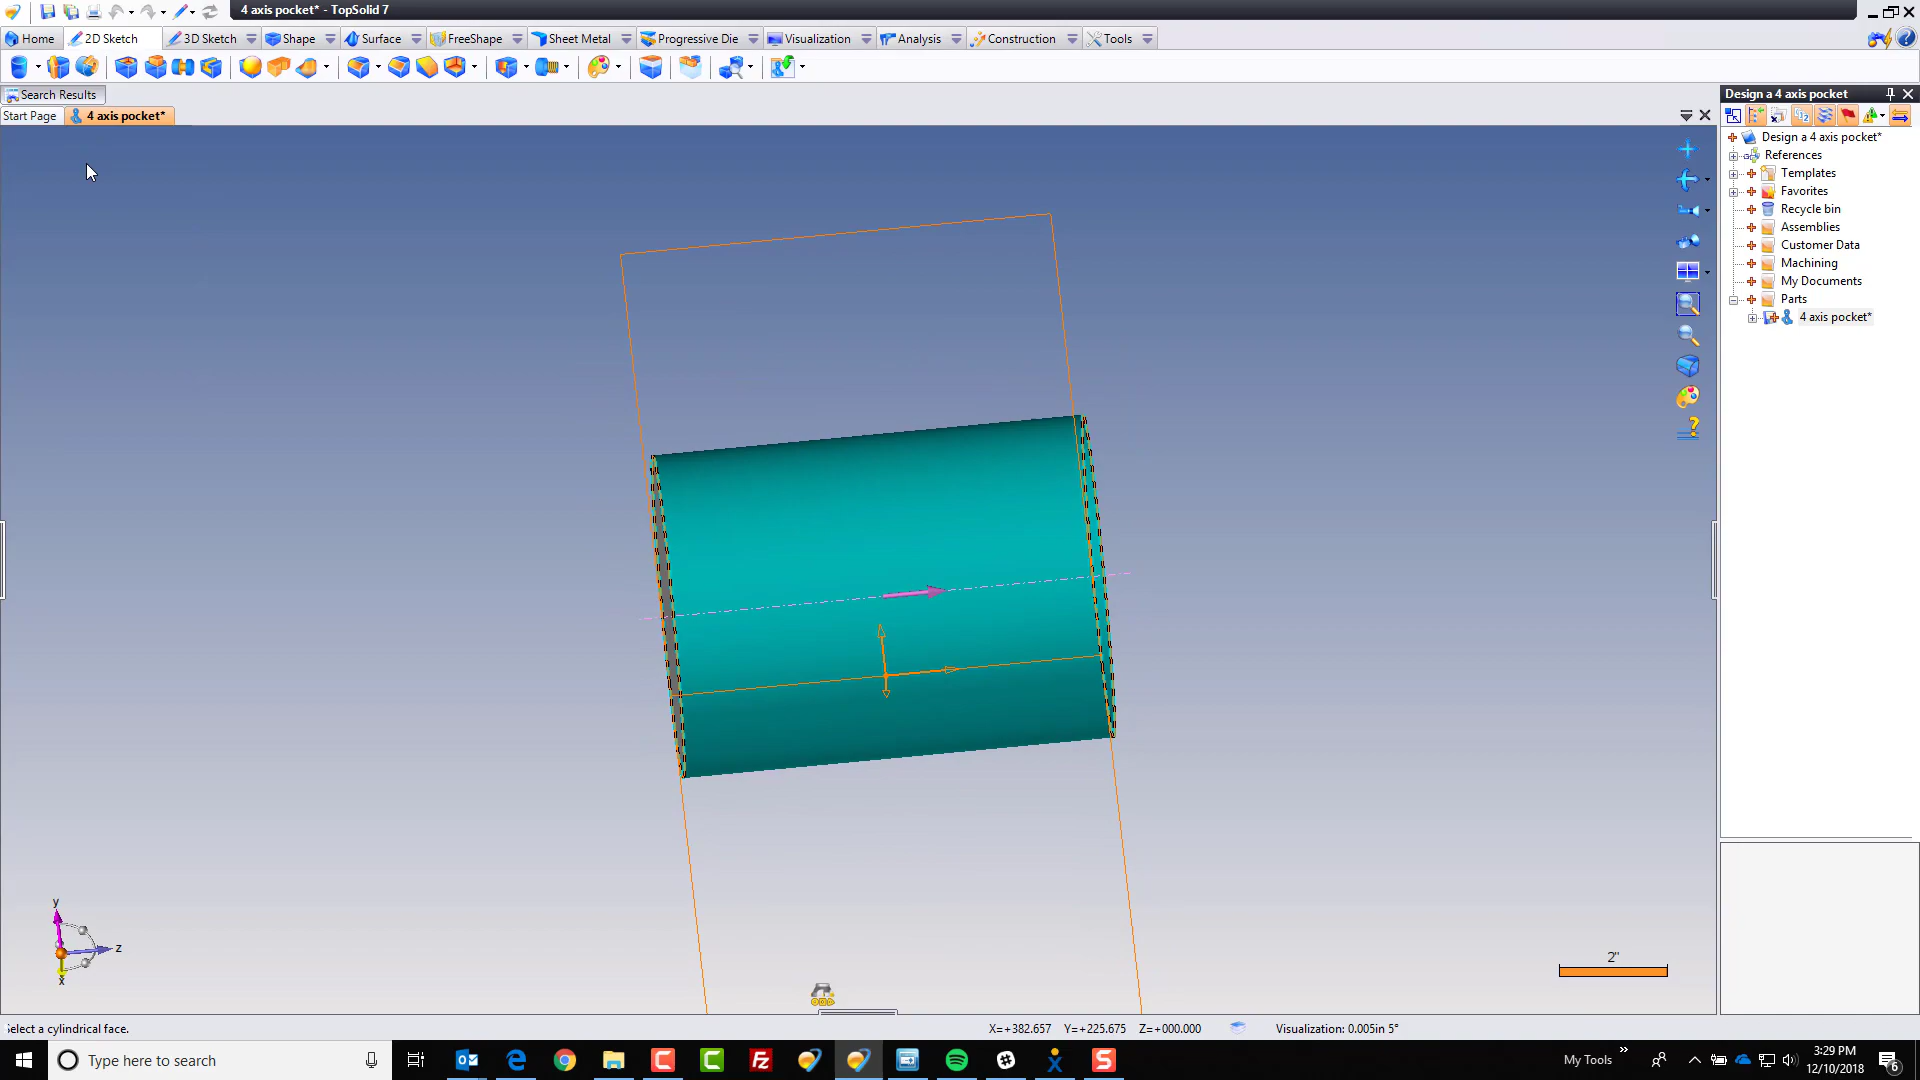 4 axis pocket* - TopSolid 7
Home 2D Sketch 3D Sketch Shape Surface FreeShape Sheet Metal Progressive Die Visualization Analysis Construction Tools
Search Results
Start Page 4 axis pocket*
Design a 4 axis pocket
Design a 4 axis pocket*
References
Templates
Favorites
Recycle bin
Assemblies
Customer Data
Machining
My Documents
Parts
4 axis pocket*
y
z
x
2"
Select a cylindrical face.
X=+382.657 Y=+225.675 Z=+000.000 Visualization: 0.005in 5°
Type here to search
My Tools
3:29 PM
12/10/2018
6